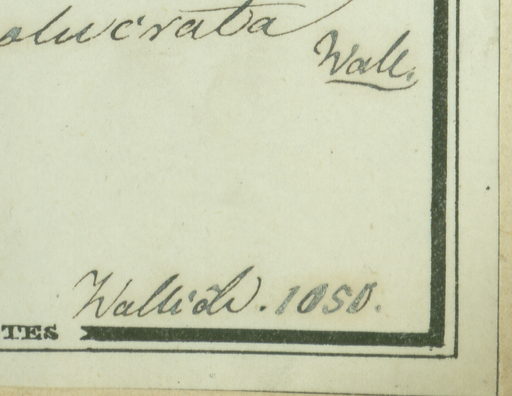 olucrata
Wall.
Wallich. 1050.
TES